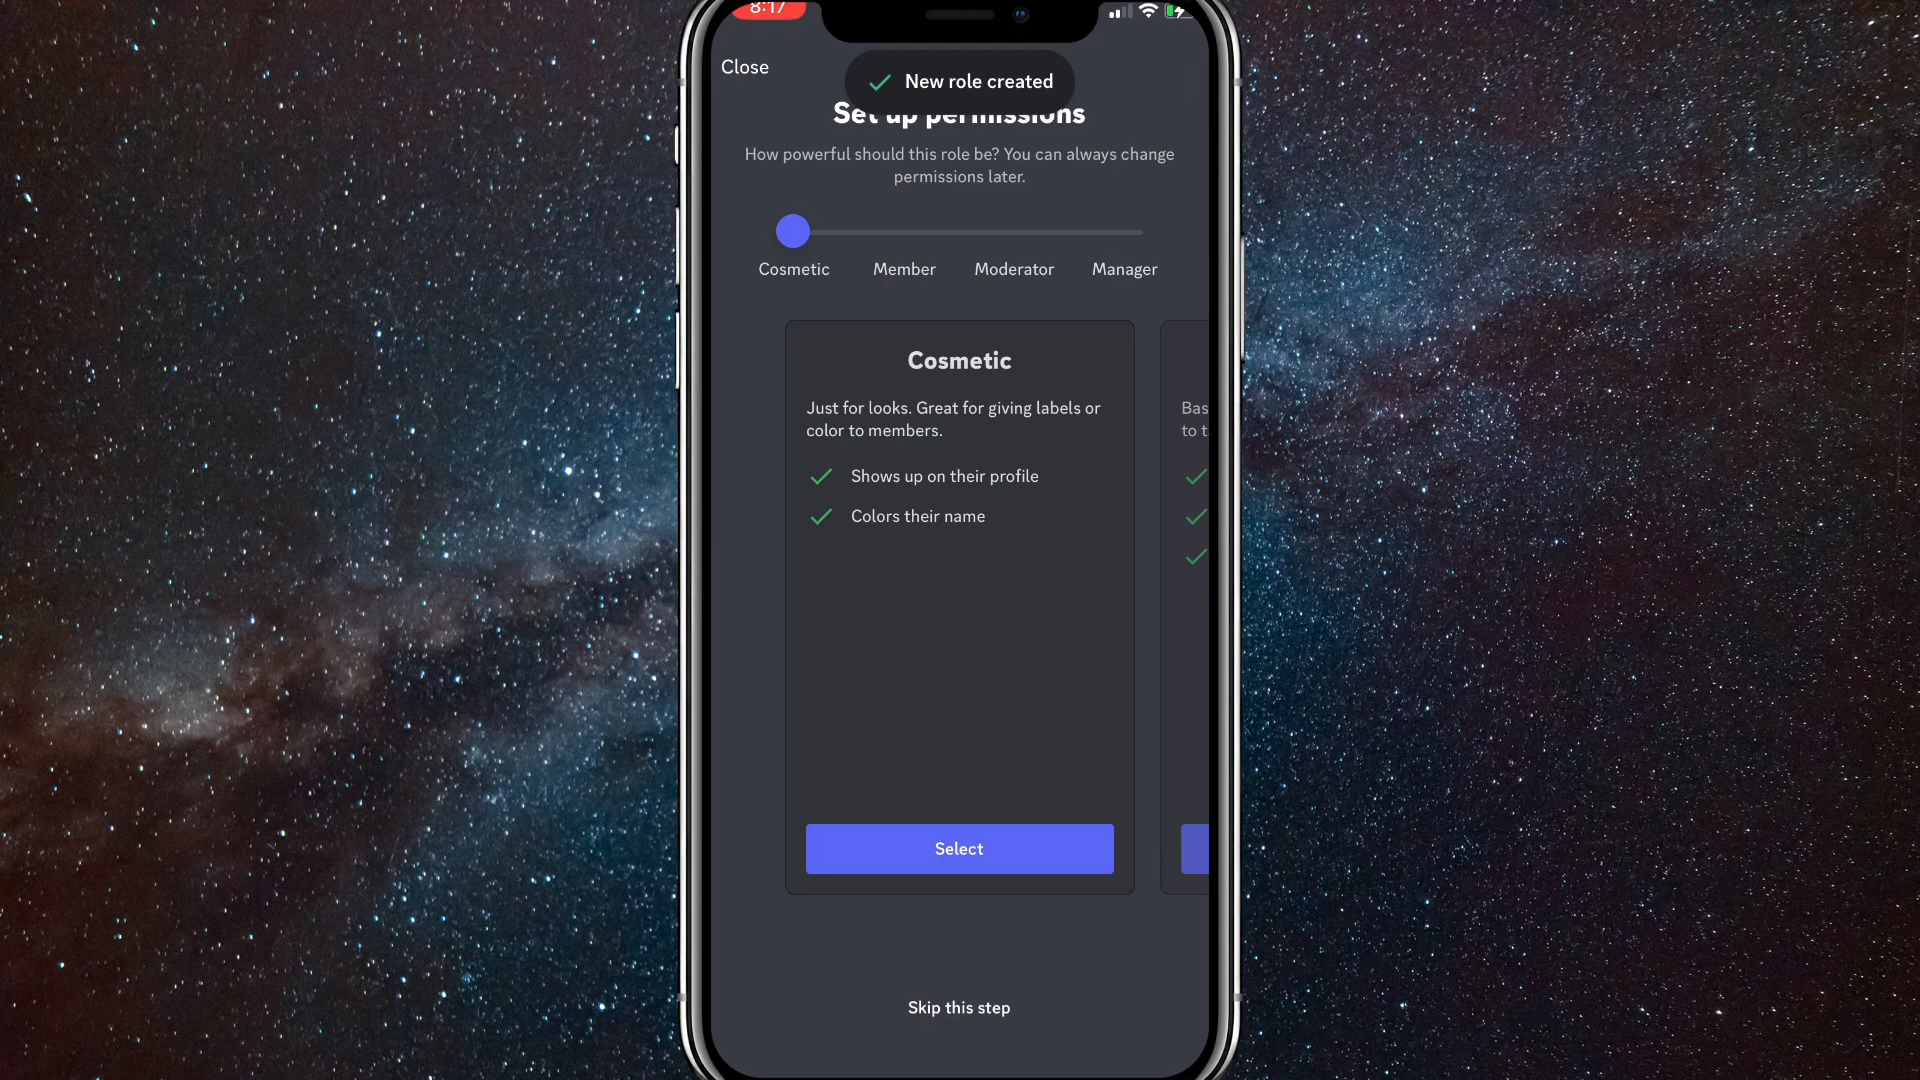 8:17
Close
New role created
Set up permissions
How powerful should this role be? You can always change
permissions later.
Cosmetic Member Moderator Manager
Cosmetic
Just for looks. Great for giving labels or
color to members.
Shows up on their profile
Colors their name
Select
Bas
to t
Skip this step